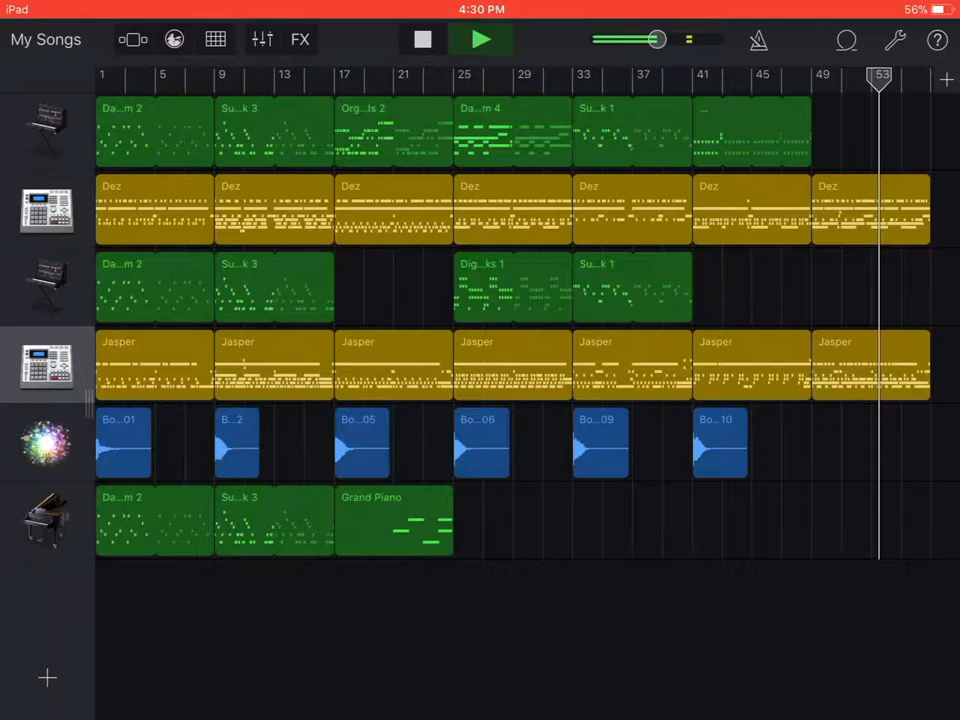 iPad 4:30 PM 56%
My Songs FX
1 5 9 13 17 21 25 29 33 37 41 45 49 53
Da...m 2 Su...k 3 Org...ls 2 Da...m 4 Su...k 1 ...
Dez Dez Dez Dez Dez Dez Dez
Da...m 2 Su...k 3 Dig...ks 1 Su...k 1
Jasper Jasper Jasper Jasper Jasper Jasper Jasper
Bo...01 B...2 Bo...05 Bo...06 Bo...09 Bo...10
Da...m 2 Su...k 3 Grand Piano